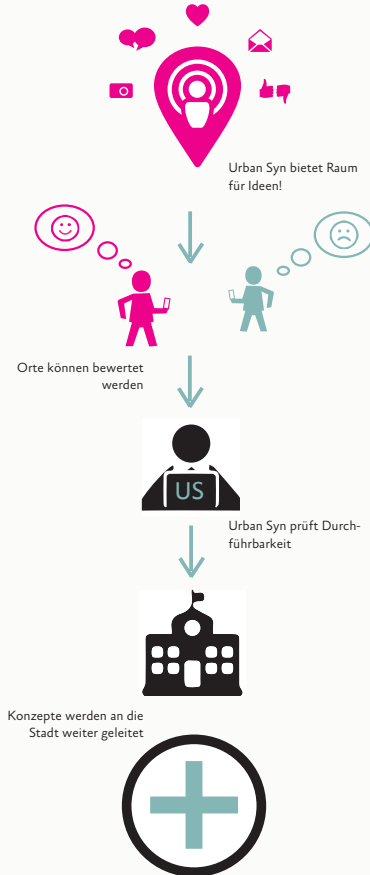 Urban Syn bietet Raum
für Ideen!
Orte können bewertet
werden
US
Urban Syn prüft Durch-
führbarkeit
Konzepte werden an die
Stadt weiter geleitet